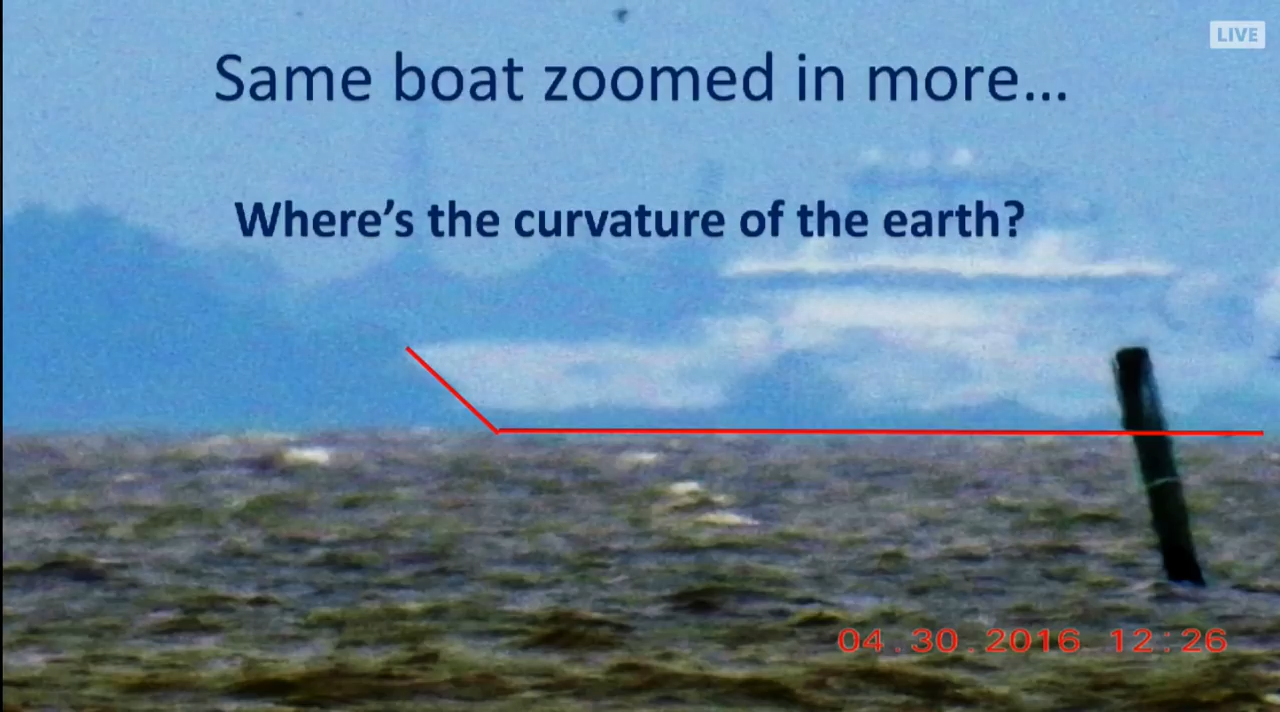 LIVE
Same boat zoomed in more...
Where's the curvature of the earth?
04.30.2016 12:26